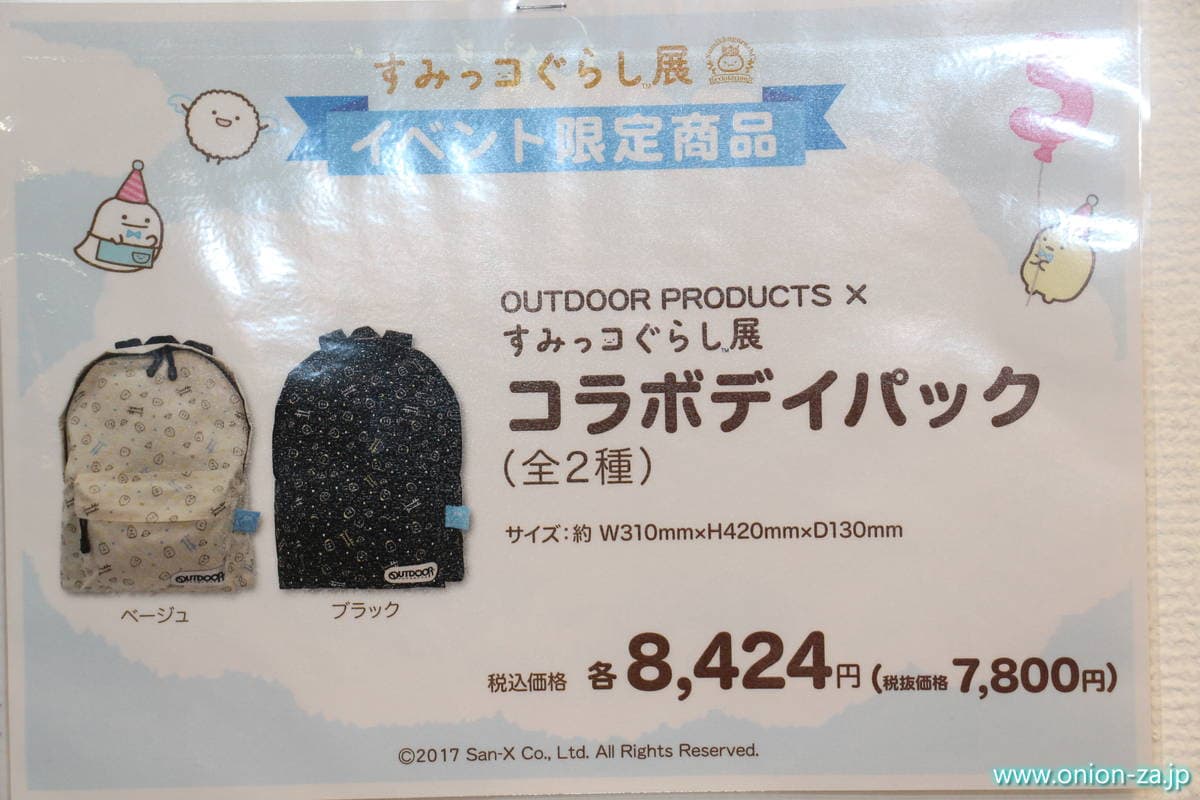 すみっコぐらし展
イベント限定商品
OUTDOOR PRODUCTS ×
すみっコぐらし™展
コラボデイパック
(全2種)
サイズ:約 W310mm×H420mm×D130mm
OUTDOOR
OUTDOOR
ベージュ
ブラック
税込価格 各8,424円(税抜価格7,800円)
©2017 San-X Co., Ltd. All Rights Reserved.
www.onion-za.jp